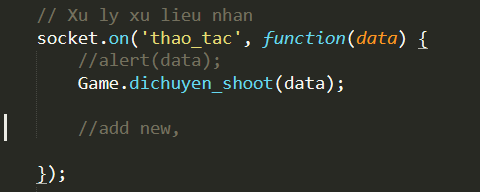 // Xu ly xu lieu nhan
socket.on('thao_tac', function(data) {
//alert(data);
Game.dichuyen_shoot(data);
//add new,
});